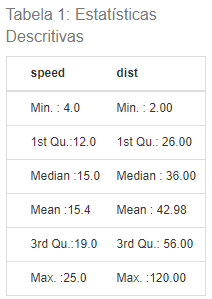 Tabela 1: Estatísticas
Descritivas
speed dist
Min. : 4.0 Min. : 2.00
1st Qu.:12.0 1st Qu.: 26.00
Median :15.0 Median : 36.00
Mean :15.4 Mean : 42.98
3rd Qu.:19.0 3rd Qu.: 56.00
Max. :25.0 Max. :120.00